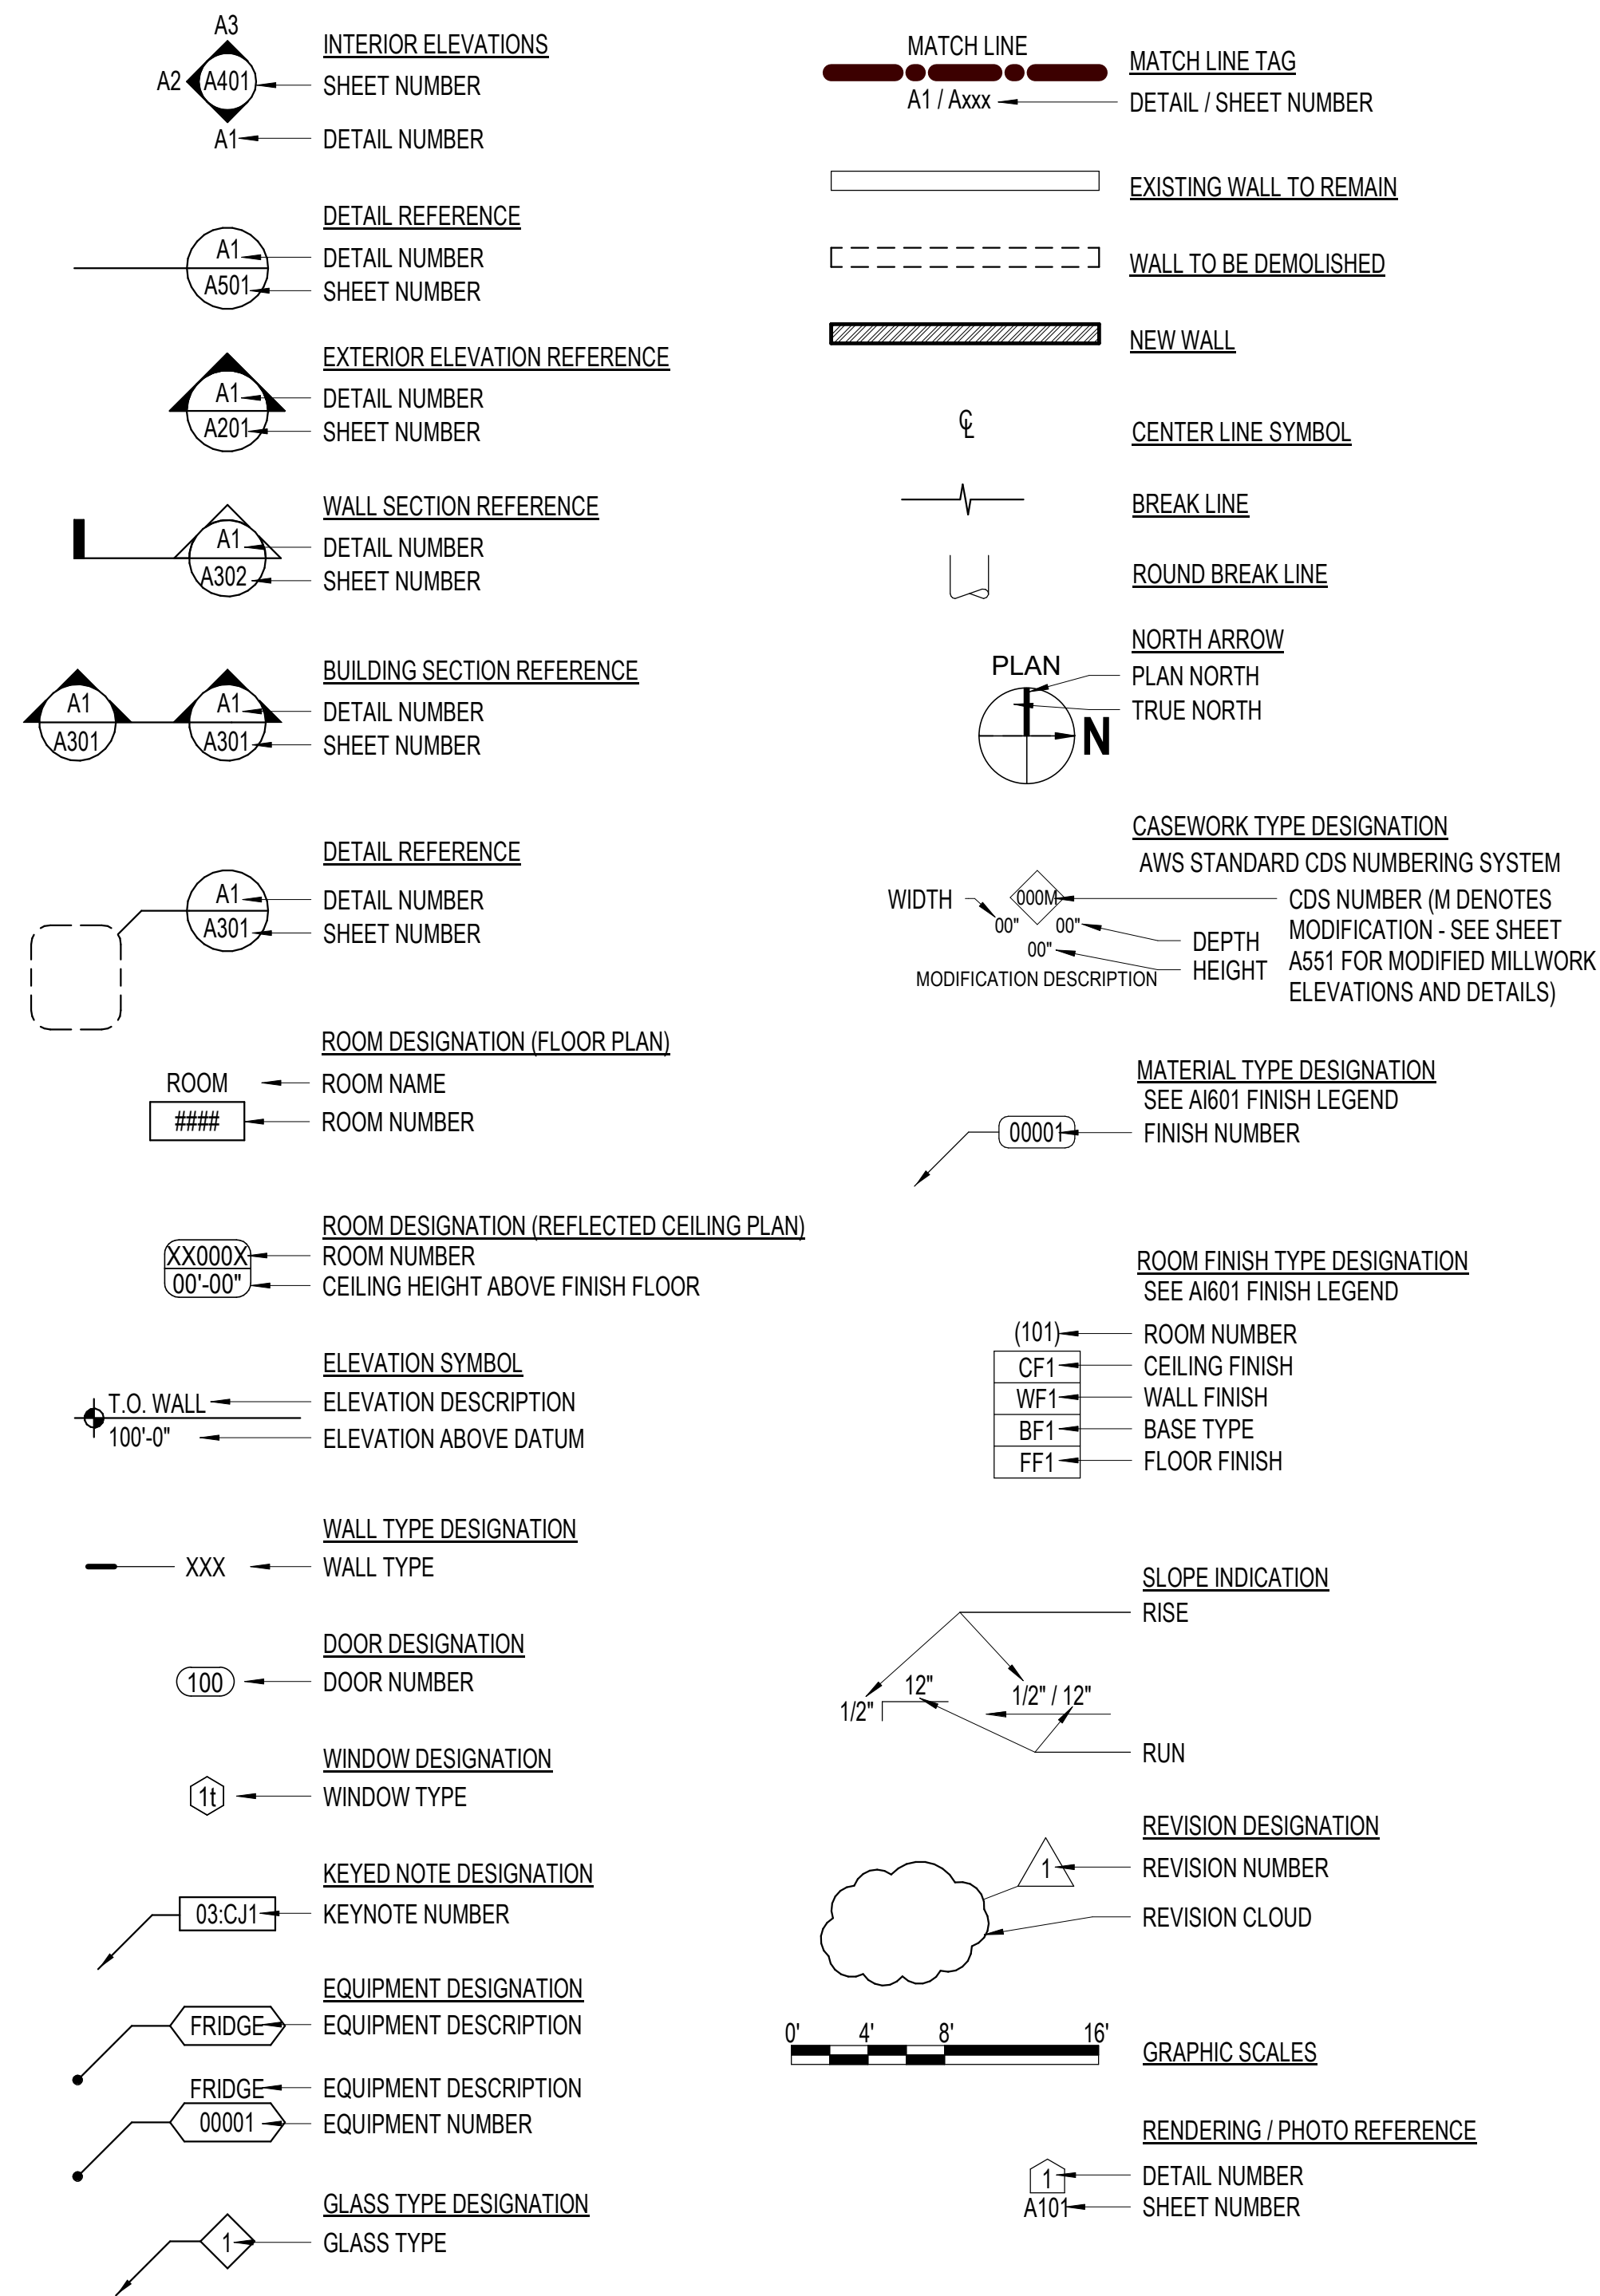 A3
INTERIOR ELEVATIONS
A2 A401 SHEET NUMBER
A1 DETAIL NUMBER
DETAIL REFERENCE
A1 DETAIL NUMBER
A501 SHEET NUMBER
EXTERIOR ELEVATION REFERENCE
A1 DETAIL NUMBER
A201 SHEET NUMBER
WALL SECTION REFERENCE
A1 DETAIL NUMBER
A302 SHEET NUMBER
BUILDING SECTION REFERENCE
A1 A1 DETAIL NUMBER
A301 A301 SHEET NUMBER
DETAIL REFERENCE
A1 DETAIL NUMBER
A301 SHEET NUMBER
ROOM DESIGNATION (FLOOR PLAN)
ROOM ROOM NAME
#### ROOM NUMBER
ROOM DESIGNATION (REFLECTED CEILING PLAN)
XX000X ROOM NUMBER
00'-00" CEILING HEIGHT ABOVE FINISH FLOOR
ELEVATION SYMBOL
T.O. WALL ELEVATION DESCRIPTION
100'-0" ELEVATION ABOVE DATUM
WALL TYPE DESIGNATION
XXX WALL TYPE
DOOR DESIGNATION
100 DOOR NUMBER
WINDOW DESIGNATION
1t WINDOW TYPE
KEYED NOTE DESIGNATION
03:CJ1 KEYNOTE NUMBER
EQUIPMENT DESIGNATION
FRIDGE EQUIPMENT DESCRIPTION
FRIDGE EQUIPMENT DESCRIPTION
00001 EQUIPMENT NUMBER
GLASS TYPE DESIGNATION
1 GLASS TYPE
MATCH LINE
MATCH LINE TAG
A1 / Axxx DETAIL / SHEET NUMBER
EXISTING WALL TO REMAIN
WALL TO BE DEMOLISHED
NEW WALL
CL CENTER LINE SYMBOL
BREAK LINE
ROUND BREAK LINE
NORTH ARROW
PLAN PLAN NORTH
TRUE NORTH
N
CASEWORK TYPE DESIGNATION
AWS STANDARD CDS NUMBERING SYSTEM
WIDTH 000M CDS NUMBER (M DENOTES
00" 00" MODIFICATION - SEE SHEET
DEPTH
00" HEIGHT A551 FOR MODIFIED MILLWORK
MODIFICATION DESCRIPTION ELEVATIONS AND DETAILS)
MATERIAL TYPE DESIGNATION
SEE AI601 FINISH LEGEND
00001 FINISH NUMBER
ROOM FINISH TYPE DESIGNATION
SEE AI601 FINISH LEGEND
(101) ROOM NUMBER
CF1 CEILING FINISH
WF1 WALL FINISH
BF1 BASE TYPE
FF1 FLOOR FINISH
SLOPE INDICATION
RISE
12"
1/2" 1/2" / 12"
RUN
REVISION DESIGNATION
1 REVISION NUMBER
REVISION CLOUD
0' 4' 8' 16'
GRAPHIC SCALES
RENDERING / PHOTO REFERENCE
1 DETAIL NUMBER
A101 SHEET NUMBER